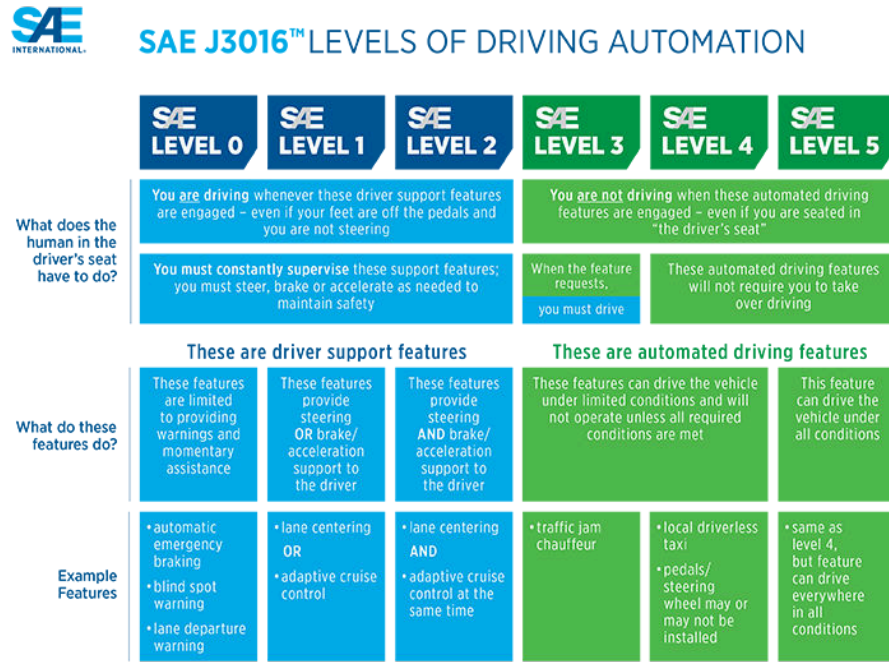 SAE
INTERNATIONAL®
SAE J3016™ LEVELS OF DRIVING AUTOMATION
SAE
LEVEL 0
SAE
LEVEL 1
SAE
LEVEL 2
SAE
LEVEL 3
SAE
LEVEL 4
SAE
LEVEL 5
What does the
human in the
driver's seat
have to do?
You are driving whenever these driver support features
are engaged – even if your feet are off the pedals and
you are not steering
You are not driving when these automated driving
features are engaged – even if you are seated in
“the driver's seat”
You must constantly supervise these support features;
you must steer, brake or accelerate as needed to
maintain safety
When the feature
requests,
you must drive
These automated driving features
will not require you to take
over driving
These are driver support features
These are automated driving features
What do these
features do?
These features
are limited
to providing
warnings and
momentary
assistance
These features
provide
steering
OR brake/
acceleration
support to
the driver
These features
provide
steering
AND brake/
acceleration
support to
the driver
These features can drive the vehicle
under limited conditions and will
not operate unless all required
conditions are met
This feature
can drive the
vehicle under
all conditions
Example
Features
• automatic
emergency
braking
• blind spot
warning
• lane departure
warning
• lane centering
OR
• adaptive cruise
control
• lane centering
AND
• adaptive cruise
control at the
same time
• traffic jam
chauffeur
• local driverless
taxi
• pedals/
steering
wheel may or
may not be
installed
• same as
level 4,
but feature
can drive
everywhere
in all
conditions